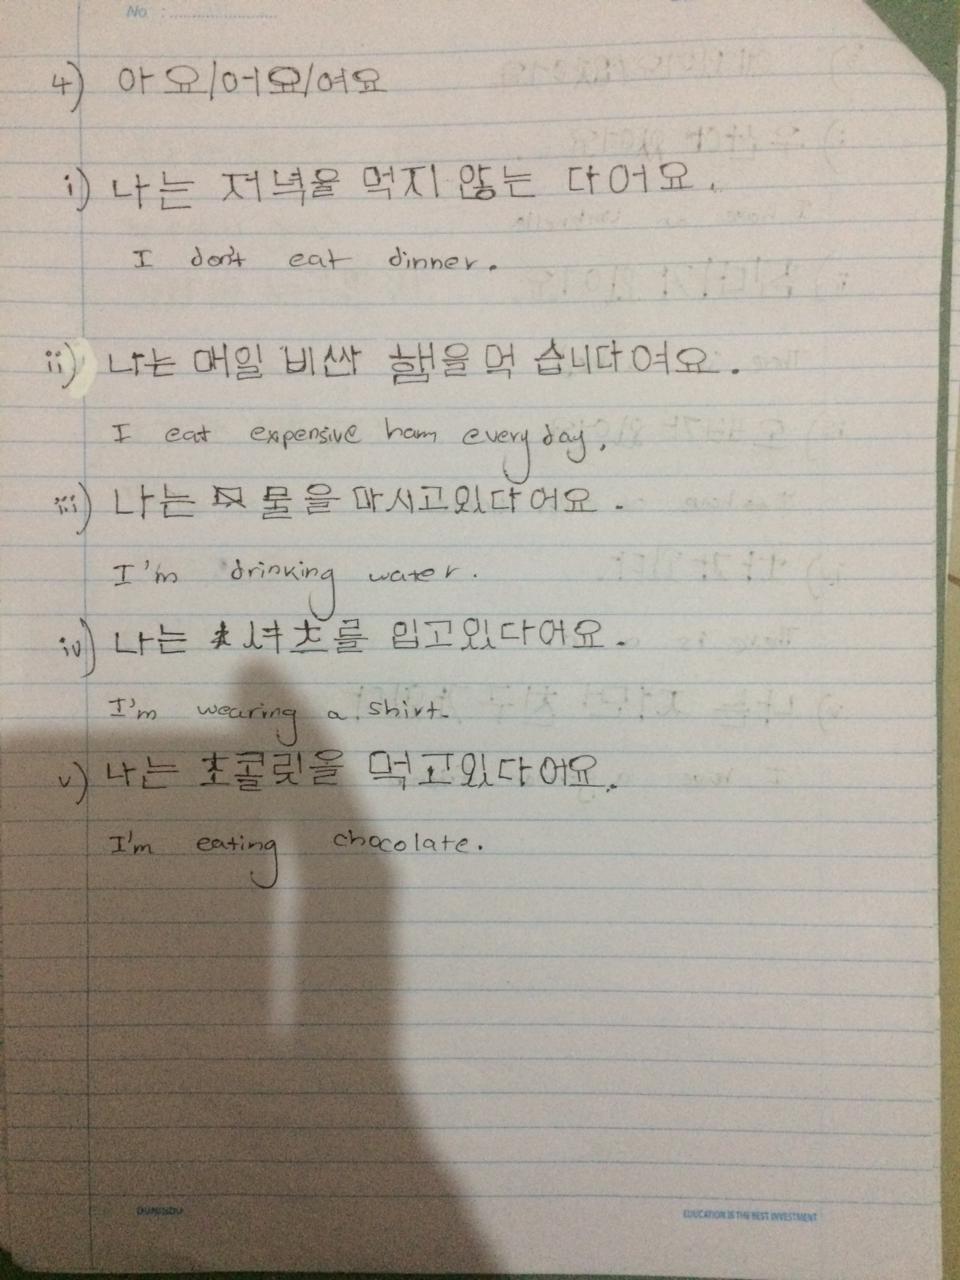 No :
4) 아요/어요/여요
i) 나는 저녁을 먹지 않는 다어요.
I don't eat dinner.
ii) 나는 매일 비싼 햄을 먹 습니다여요.
I eat expensive ham every day.
iii) 나는 물을 마시고있다어요.
I'm drinking water.
iv) 나는 셔츠를 입고있다어요.
I'm wearing a shirt.
v) 나는 초콜릿을 먹고있다어요.
I'm eating chocolate.
EDUCATION IS THE BEST INVESTMENT